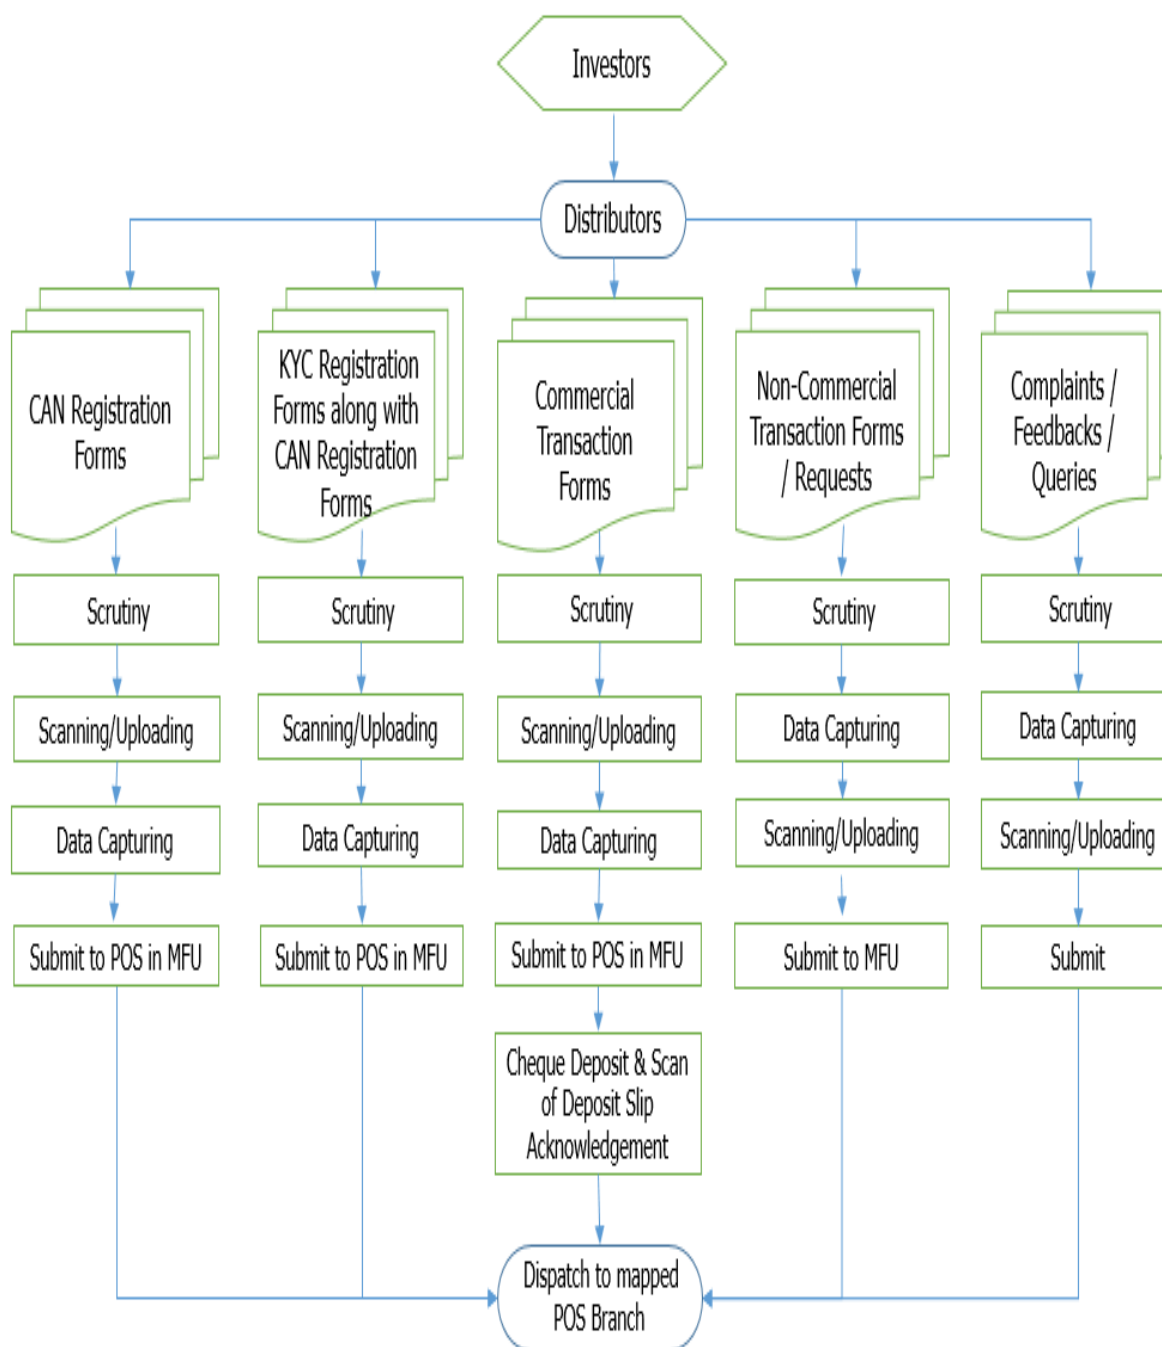 Investors
Distributors
CAN Registration
Forms
KYC Registration
Forms along with
CAN Registration
Forms
Commercial
Transaction
Forms
Non-Commercial
Transaction Forms
/ Requests
Complaints /
Feedbacks /
Queries
Scrutiny
Scrutiny
Scrutiny
Scrutiny
Scrutiny
Scanning/Uploading
Scanning/Uploading
Scanning/Uploading
Data Capturing
Data Capturing
Data Capturing
Data Capturing
Data Capturing
Scanning/Uploading
Scanning/Uploading
Submit to POS in MFU
Submit to POS in MFU
Submit to POS in MFU
Submit to MFU
Submit
Cheque Deposit & Scan
of Deposit Slip
Acknowledgement
Dispatch to mapped
POS Branch